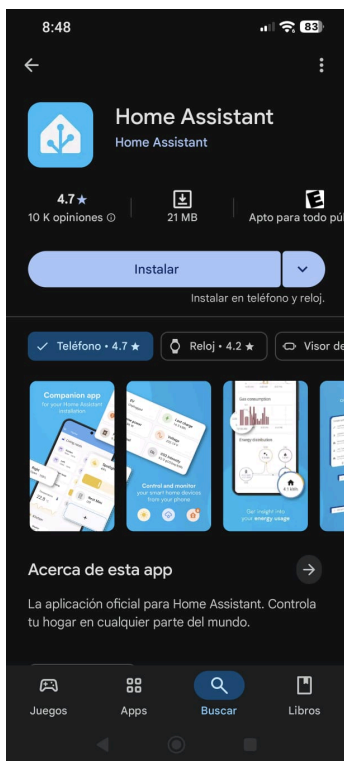 8:48
83
Home Assistant
Home Assistant
4.7★
10 K opiniones
21 MB
Apto para todo púb
Instalar
Instalar en teléfono y reloj.
Teléfono • 4.7 ★
Reloj • 4.2 ★
Visor de
Companion app
for your Home Assistant
installation
Control and monitor
your smart home devices
from your phone
Gas consumption
Energy distribution
Get insight into
your energy usage
Acerca de esta app
La aplicación oficial para Home Assistant. Controla
tu hogar en cualquier parte del mundo.
Juegos
Apps
Buscar
Libros